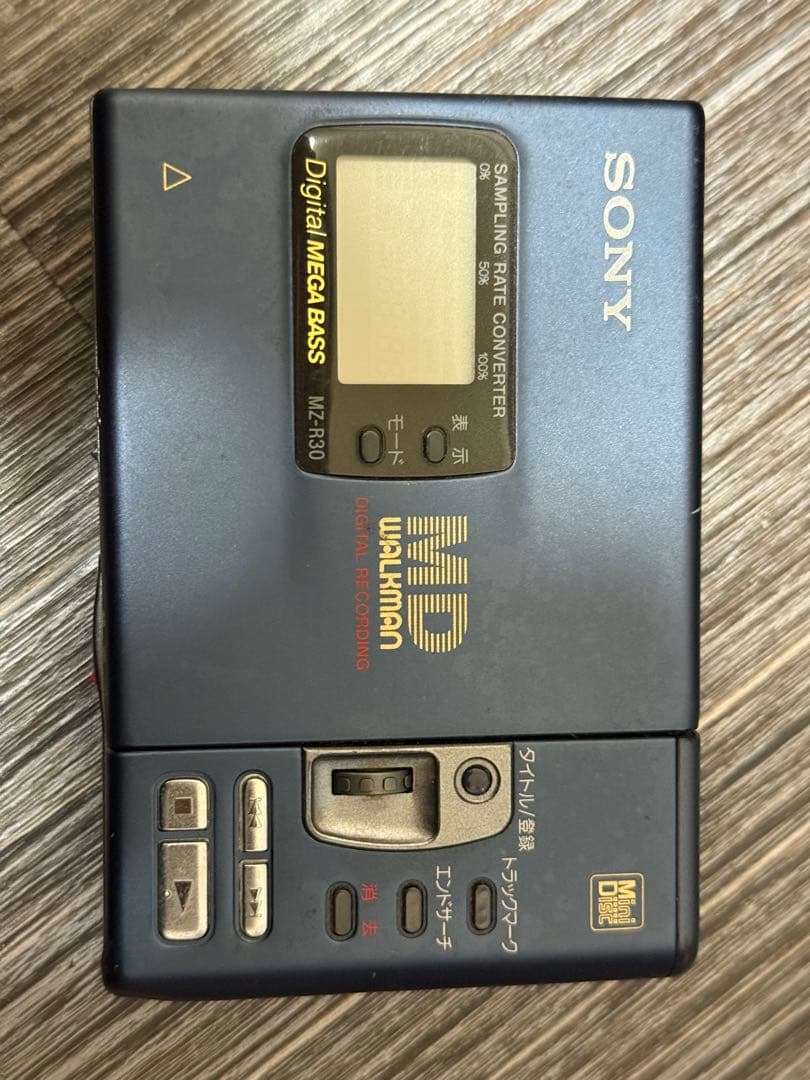 SONY
SAMPLING RATE CONVERTER
0% 50% 100%
表示
モード
Digital MEGA BASS MZ-R30
MD
WALKMAN
DIGITAL RECORDING
タイトル/登録
トラックマーク
エンドサーチ
消去
Mini
DISC